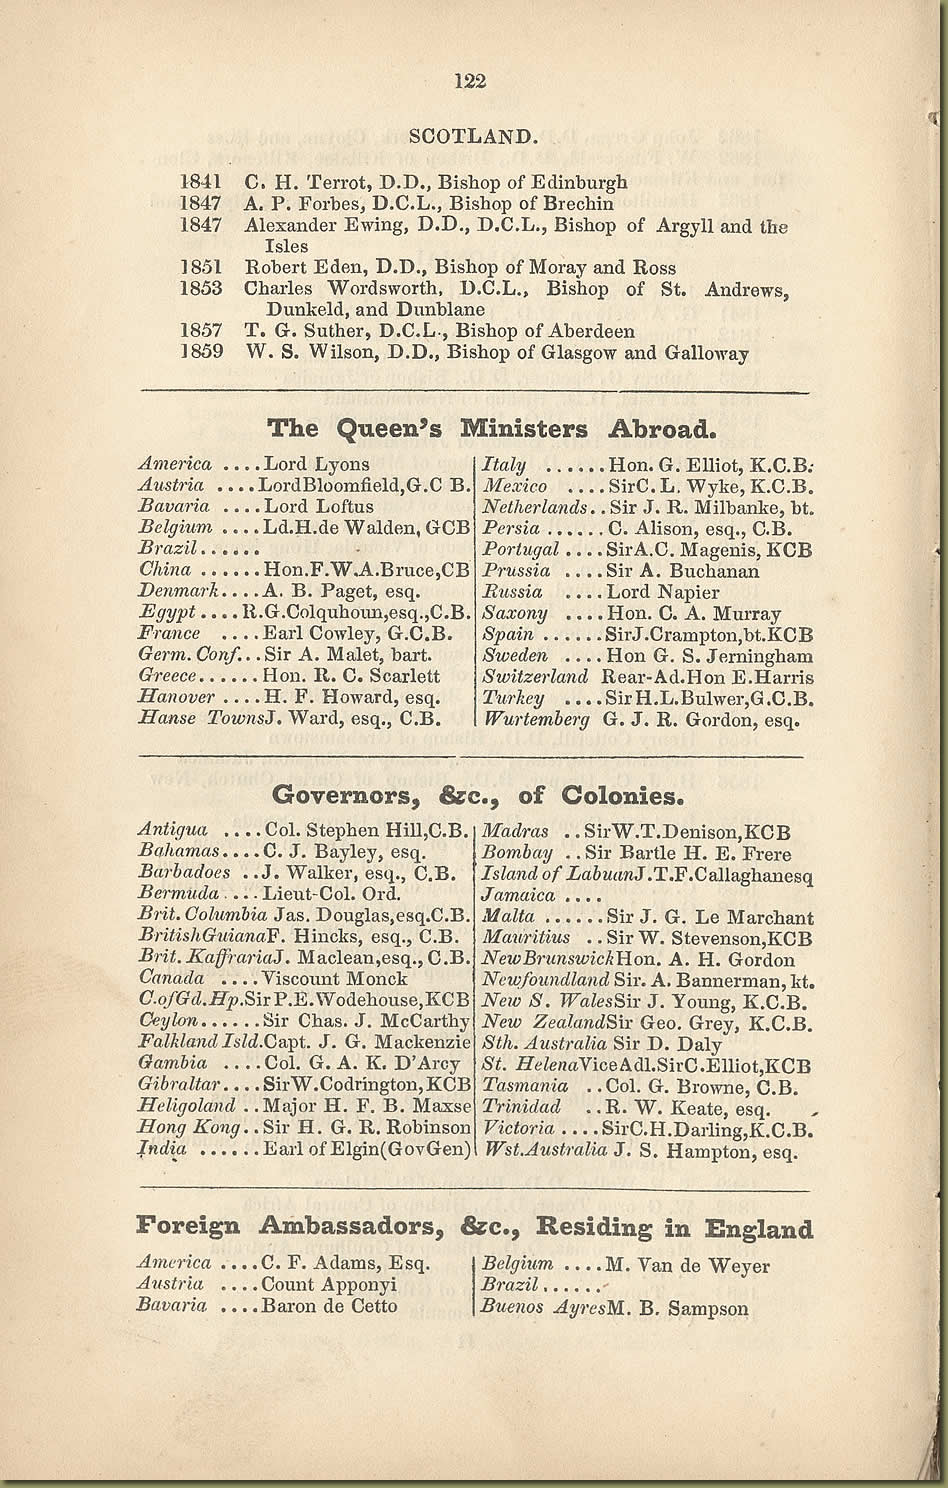 122
SCOTLAND.
1841 C. H. Terrot, D.D., Bishop of Edinburgh
1847 A. P. Forbes, D.C.L., Bishop of Brechin
1847 Alexander Ewing, D.D., D.C.L., Bishop of Argyll and the
Isles
1851 Robert Eden, D.D., Bishop of Moray and Ross
1853 Charles Wordsworth, D.C.L., Bishop of St. Andrews,
Dunkeld, and Dunblane
1857 T. G. Suther, D.C.L., Bishop of Aberdeen
1859 W. S. Wilson, D.D., Bishop of Glasgow and Galloway
The Queen's Ministers Abroad.
America ....Lord Lyons
Austria ....LordBloomfield,G.C B.
Bavaria ....Lord Loftus
Belgium ....Ld.H.de Walden, GCB
Brazil......
China ......Hon.F.W.A.Bruce,CB
Denmark....A. B. Paget, esq.
Egypt....R.G.Colquhoun,esq.,C.B.
France ....Earl Cowley, G.C.B.
Germ. Conf...Sir A. Malet, bart.
Greece......Hon. R. C. Scarlett
Hanover ....H. F. Howard, esq.
Hanse TownsJ. Ward, esq., C.B.
Italy ......Hon. G. Elliot, K.C.B.
Mexico ....SirC. L. Wyke, K.C.B.
Netherlands..Sir J. R. Milbanke, bt.
Persia ......C. Alison, esq., C.B.
Portugal....SirA.C. Magenis, KCB
Prussia ....Sir A. Buchanan
Russia ....Lord Napier
Saxony ....Hon. C. A. Murray
Spain ......SirJ.Crampton,bt.KCB
Sweden ....Hon G. S. Jerningham
Switzerland Rear-Ad.Hon E.Harris
Turkey ....SirH.L.Bulwer,G.C.B.
Wurtemberg G. J. R. Gordon, esq.
Governors, &c., of Colonies.
Antigua ....Col. Stephen Hill,C.B.
Bahamas....C. J. Bayley, esq.
Barbadoes ..J. Walker, esq., C.B.
Bermuda ....Lieut-Col. Ord.
Brit. Columbia Jas. Douglas,esq.C.B.
BritishGuianaF. Hincks, esq., C.B.
Brit. KaffrariaJ. Maclean,esq., C.B.
Canada ....Viscount Monck
C.ofGd.Hp.SirP.E.Wodehouse,KCB
Ceylon......Sir Chas. J. McCarthy
Falkland Isld.Capt. J. G. Mackenzie
Gambia ....Col. G. A. K. D'Arcy
Gibraltar....SirW.Codrington,KCB
Heligoland ..Major H. F. B. Maxse
Hong Kong..Sir H. G. R. Robinson
India ......Earl of Elgin(GovGen)
Madras ..SirW.T.Denison,KCB
Bombay ..Sir Bartle H. E. Frere
Island of LabuanJ.T.F.Callaghanesq
Jamaica ....
Malta ......Sir J. G. Le Marchant
Mauritius ..Sir W. Stevenson,KCB
NewBrunswickHon. A. H. Gordon
Newfoundland Sir. A. Bannerman, kt.
New S. WalesSir J. Young, K.C.B.
New ZealandSir Geo. Grey, K.C.B.
Sth. Australia Sir D. Daly
St. HelenaViceAdl.SirC.Elliot,KCB
Tasmania ..Col. G. Browne, C.B.
Trinidad ..R. W. Keate, esq.
Victoria ....SirC.H.Darling,K.C.B.
Wst.Australia J. S. Hampton, esq.
Foreign Ambassadors, &c., Residing in England
America ....C. F. Adams, Esq.
Austria ....Count Apponyi
Bavaria ....Baron de Cetto
Belgium ....M. Van de Weyer
Brazil......
Buenos AyresM. B. Sampson